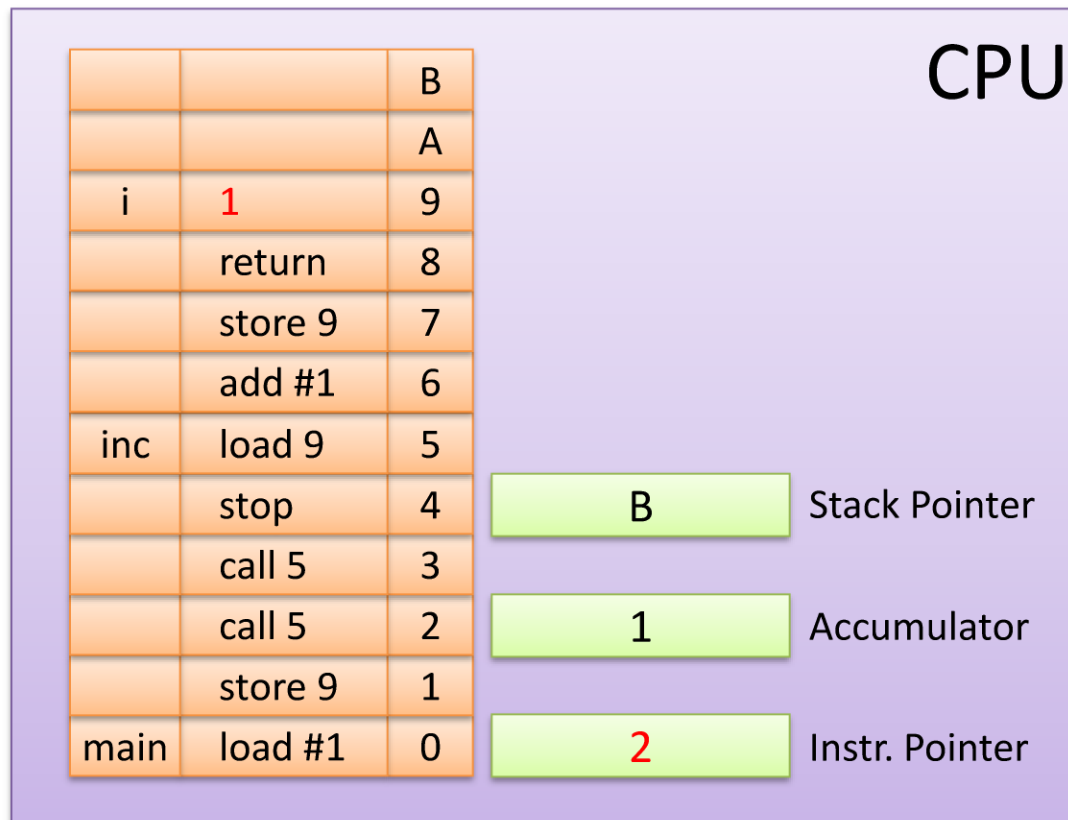 CPU
B
A
i 1 9
return 8
store 9 7
add #1 6
inc load 9 5
stop 4 B Stack Pointer
call 5 3
call 5 2 1 Accumulator
store 9 1
main load #1 0 2 Instr. Pointer